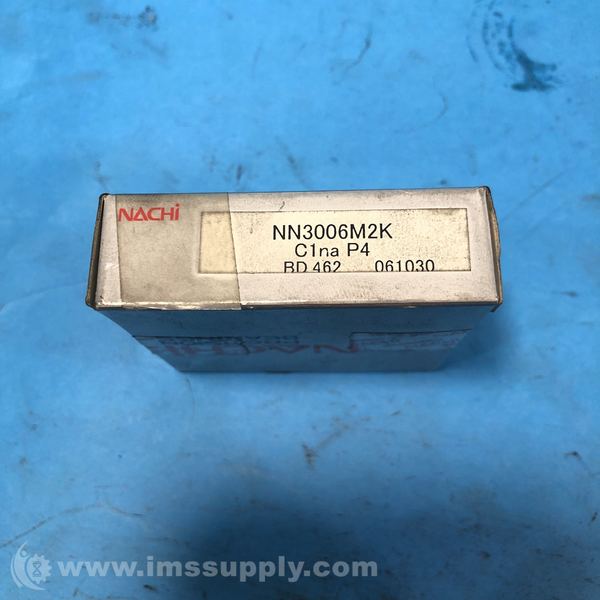 NACHi
NN3006M2K
C1na P4
BD 462 061030
www.imssupply.com